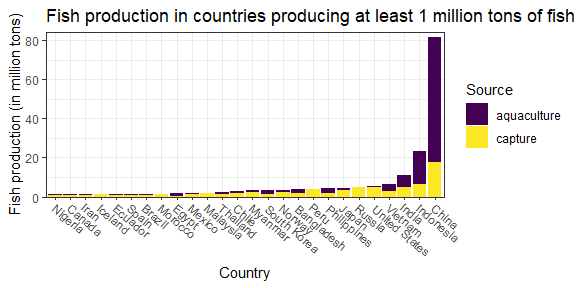 Fish production in countries producing at least 1 million tons of fish
Fish production (in million tons)
80
60
40
20
0
Nigeria
Canada
Iran
Iceland
Ecuador
Spain
Brazil
Morocco
Egypt
Mexico
Malaysia
Thailand
Chile
Myanmar
South Korea
Norway
Bangladesh
Peru
Philippines
Japan
Russia
United States
Vietnam
India
Indonesia
China
Country
Source
aquaculture
capture